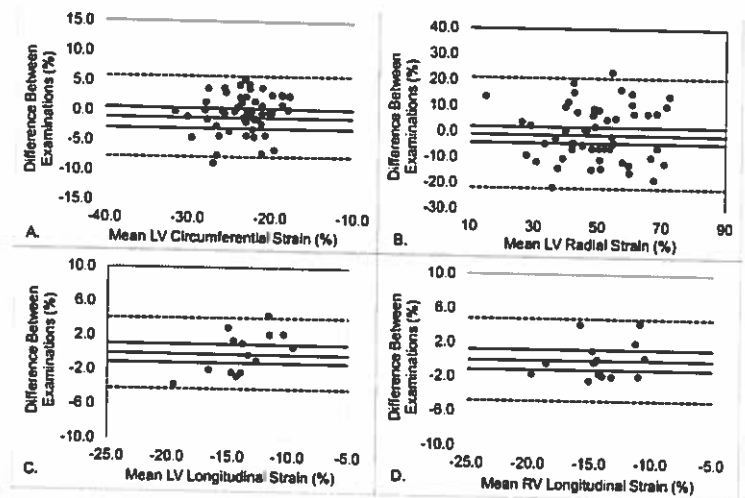 Difference Between
Examinations (%)
15.0
10.0
5.0
0.0
-5.0
-10.0
-15.0
-40.0 -30.0 -20.0 -10.0
A. Mean LV Circumferential Strain (%)
Difference Between
Examinations (%)
40.0
30.0
20.0
10.0
0.0
-10.0
-20.0
-30.0
10 30 50 70 90
B. Mean LV Radial Strain (%)
Difference Between
Examinations (%)
10.0
6.0
2.0
-2.0
-6.0
-10.0
-25.0 -20.0 -15.0 -10.0 -5.0
C. Mean LV Longitudinal Strain (%)
Difference Between
Examinations (%)
10.0
6.0
2.0
-2.0
-6.0
-10.0
-25.0 -20.0 -15.0 -10.0 -5.0
D. Mean RV Longitudinal Strain (%)